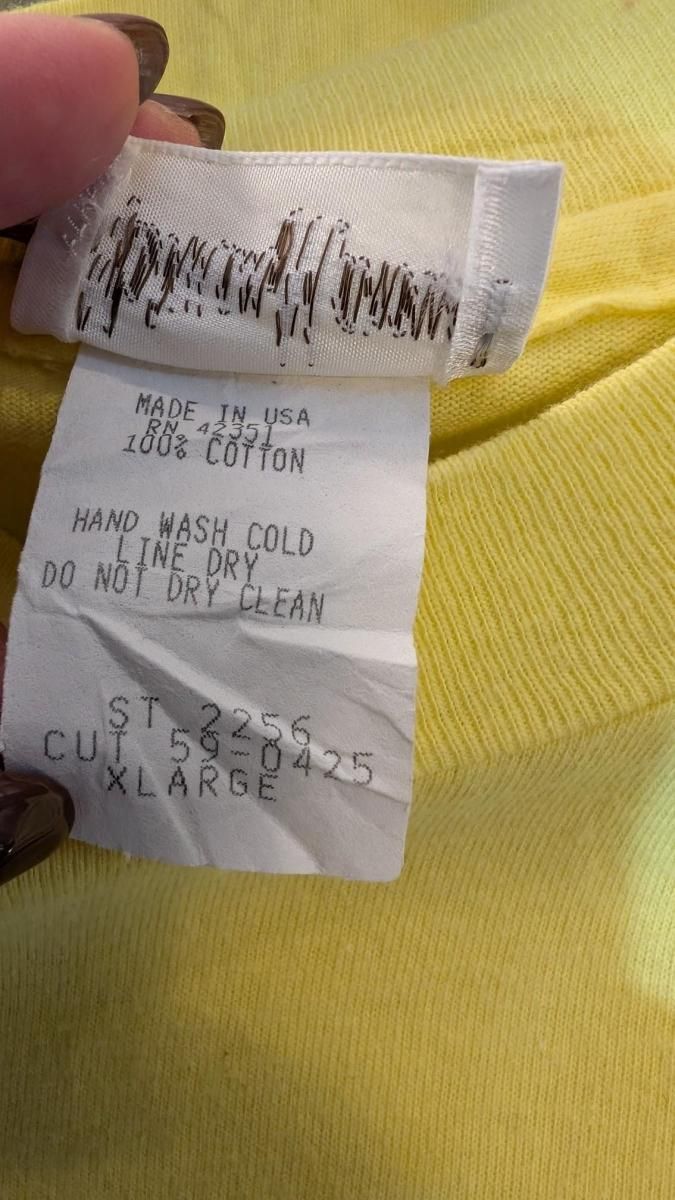 MADE IN USA
RN. 42351
100% COTTON
HAND WASH COLD
LINE DRY
DO NOT DRY CLEAN
ST 2256
CUT 59-0425
XLARGE